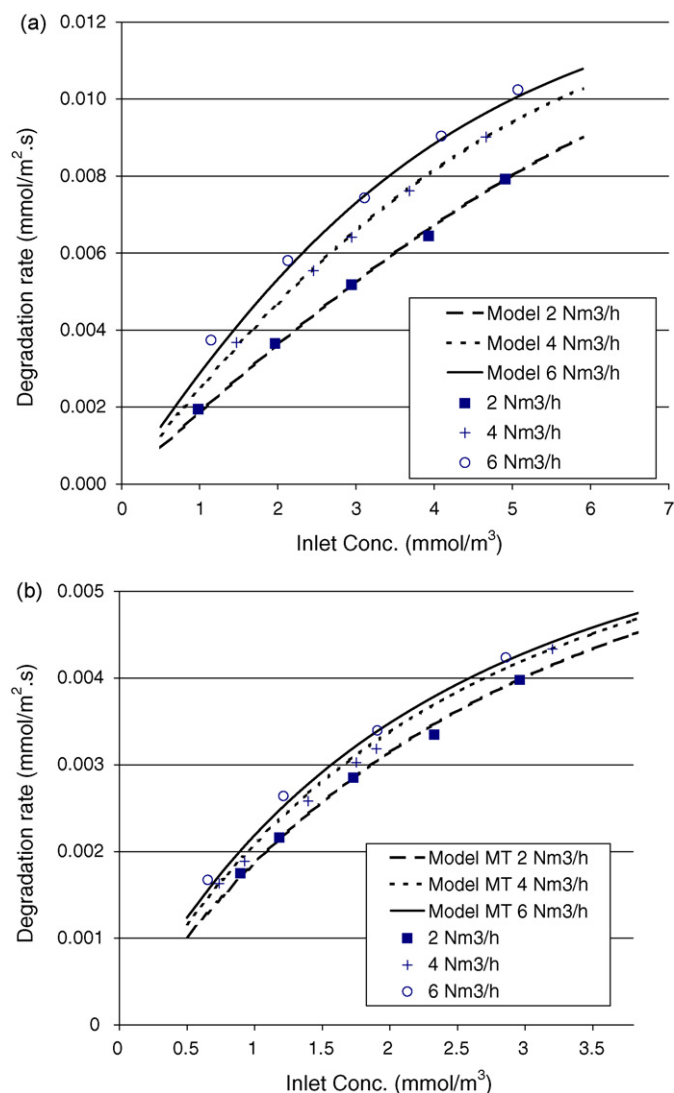 (a)
0.012
0.010
0.008
0.006
0.004
0.002
0.000
Degradation rate (mmol/m².s)
Model 2 Nm3/h
Model 4 Nm3/h
Model 6 Nm3/h
2 Nm3/h
4 Nm3/h
6 Nm3/h
0 1 2 3 4 5 6 7
Inlet Conc. (mmol/m³)
(b)
0.005
0.004
0.003
0.002
0.001
0
Degradation rate (mmol/m².s)
Model MT 2 Nm3/h
Model MT 4 Nm3/h
Model MT 6 Nm3/h
2 Nm3/h
4 Nm3/h
6 Nm3/h
0 0.5 1 1.5 2 2.5 3 3.5
Inlet Conc. (mmol/m³)